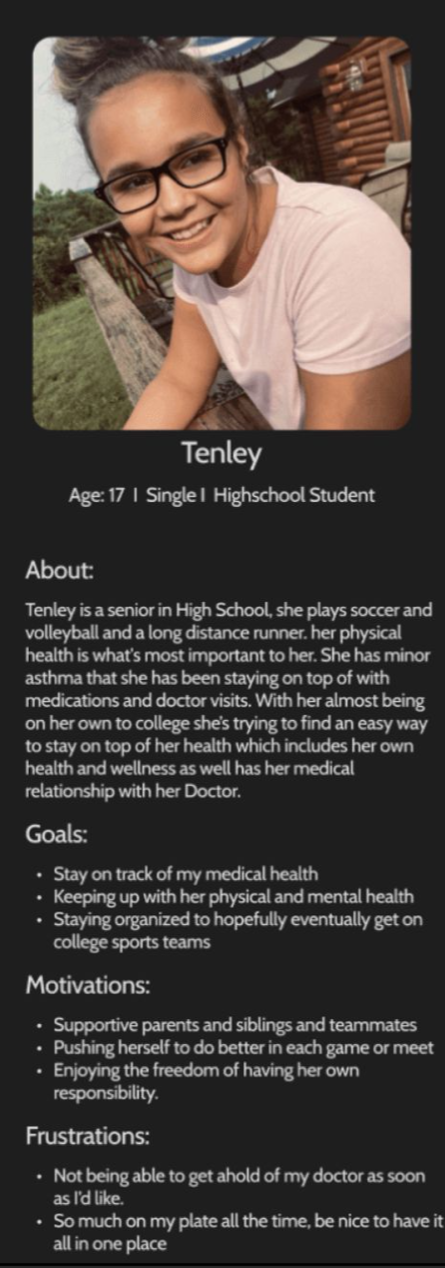 Tenley
Age: 17 | Single | Highschool Student
About:
Tenley is a senior in High School, she plays soccer and
volleyball and a long distance runner. her physical
health is what's most important to her. She has minor
asthma that she has been staying on top of with
medications and doctor visits. With her almost being
on her own to college she's trying to find an easy way
to stay on top of her health which includes her own
health and wellness as well has her medical
relationship with her Doctor.
Goals:
• Stay on track of my medical health
• Keeping up with her physical and mental health
• Staying organized to hopefully eventually get on
college sports teams
Motivations:
• Supportive parents and siblings and teammates
• Pushing herself to do better in each game or meet
• Enjoying the freedom of having her own
responsibility.
Frustrations:
• Not being able to get ahold of my doctor as soon
as I'd like.
• So much on my plate all the time, be nice to have it
all in one place